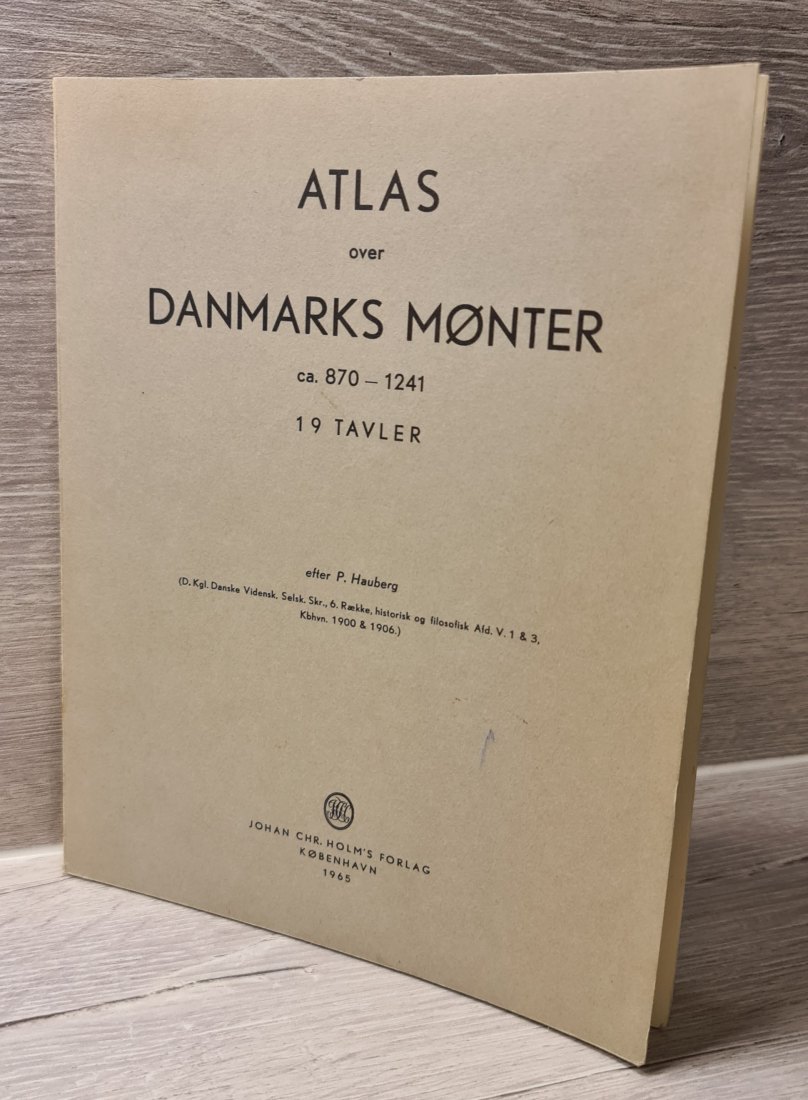 ATLAS
over
DANMARKS MØNTER
ca. 870 – 1241
19 TAVLER
efter P. Hauberg
(D. Kgl. Danske Vidensk. Selsk. Skr., 6. Række, historisk og filosofisk Afd. V. 1 & 3,
Kbhvn. 1900 & 1906.)
JOHAN CHR. HOLM'S FORLAG
KØBENHAVN
1965